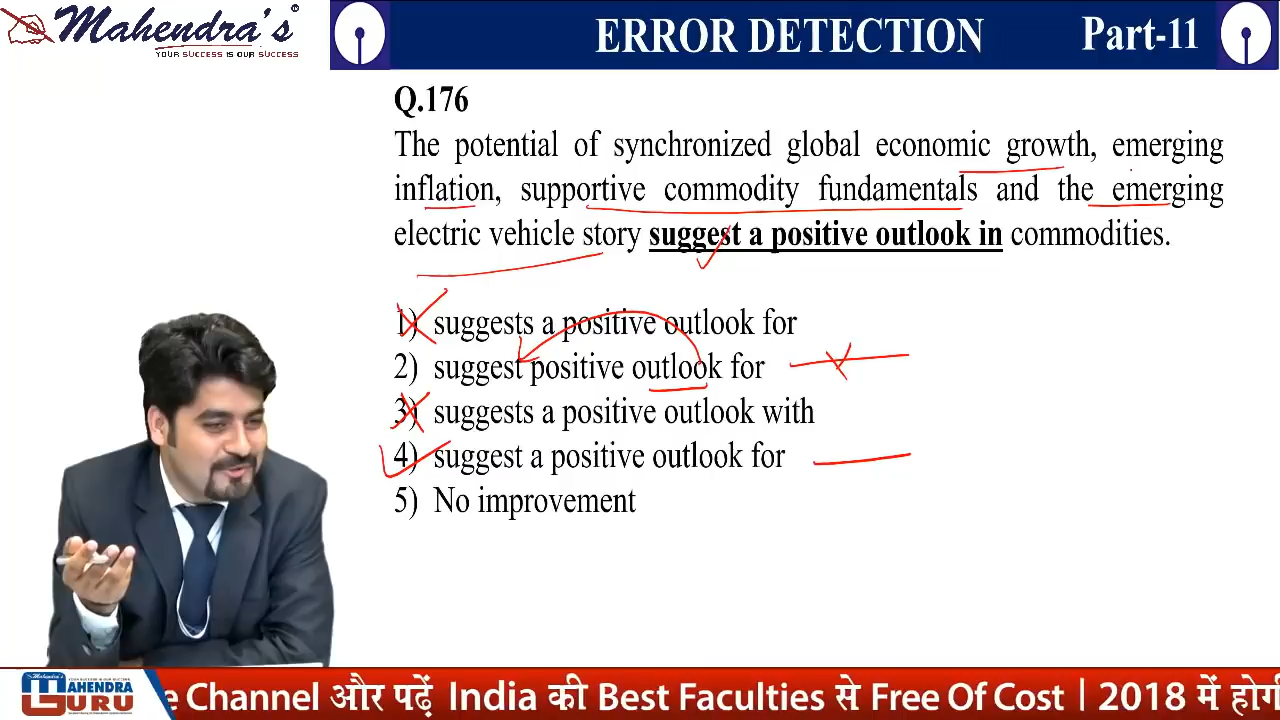 Mahendra's
YOUR SUCCESS IS OUR SUCCESS
ERROR DETECTION
Part-11
Q.176
The potential of synchronized global economic growth, emerging
inflation, supportive commodity fundamentals and the emerging
electric vehicle story suggest a positive outlook in commodities.
1) suggests a positive outlook for
2) suggest positive outlook for
3) suggests a positive outlook with
4) suggest a positive outlook for
5) No improvement
Mahendra's
MAHENDRA
GURU
e Channel और पढ़ें India की Best Faculties से Free Of Cost | 2018 में होगी